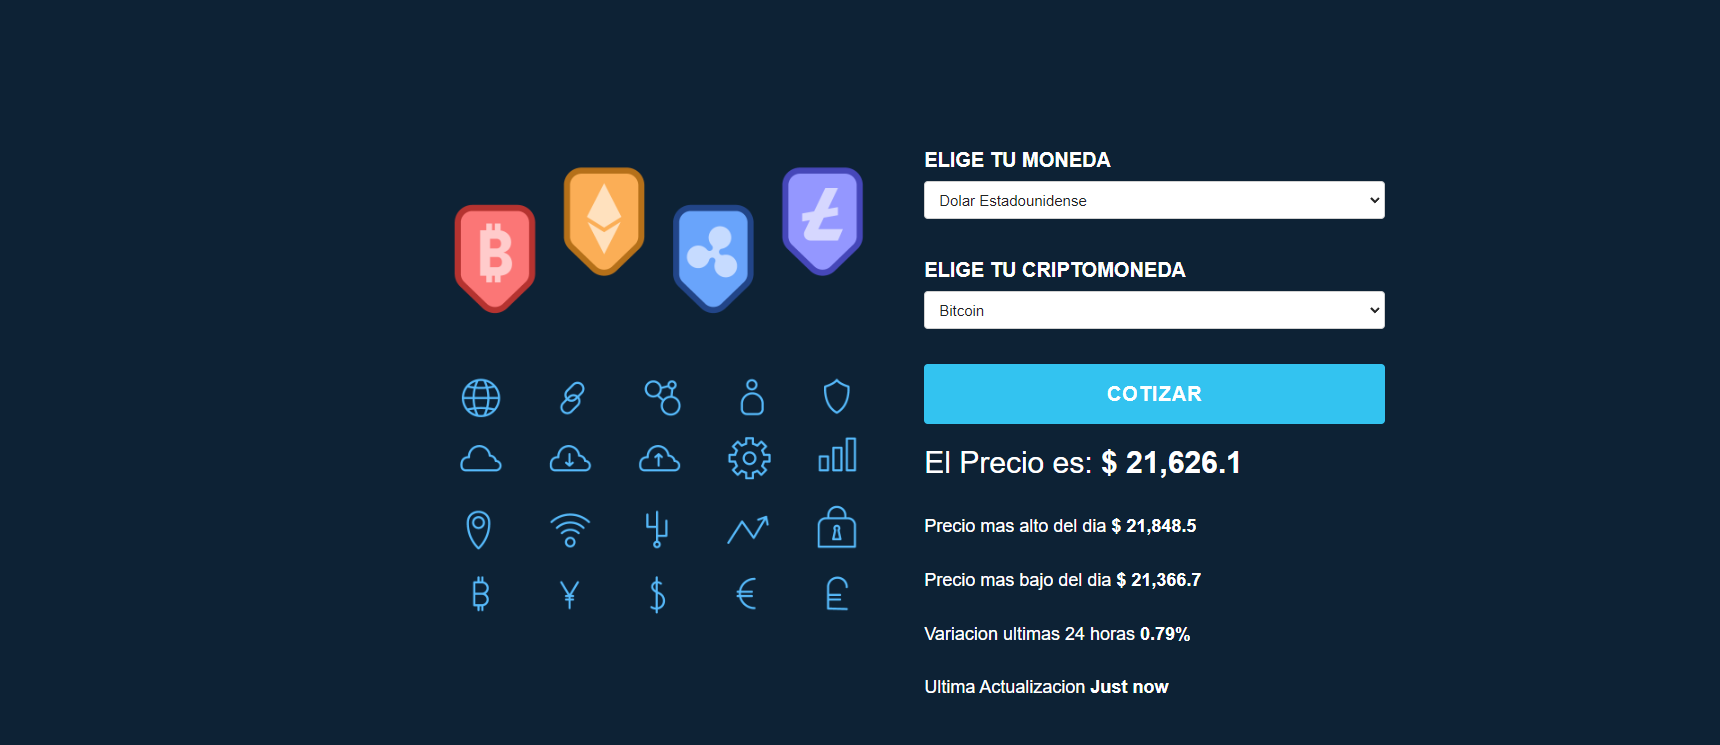 ELIGE TU MONEDA
Dolar Estadounidense
ELIGE TU CRIPTOMONEDA
Bitcoin
COTIZAR
El Precio es: $ 21,626.1
Precio mas alto del dia $ 21,848.5
Precio mas bajo del dia $ 21,366.7
Variacion ultimas 24 horas 0.79%
Ultima Actualizacion Just now